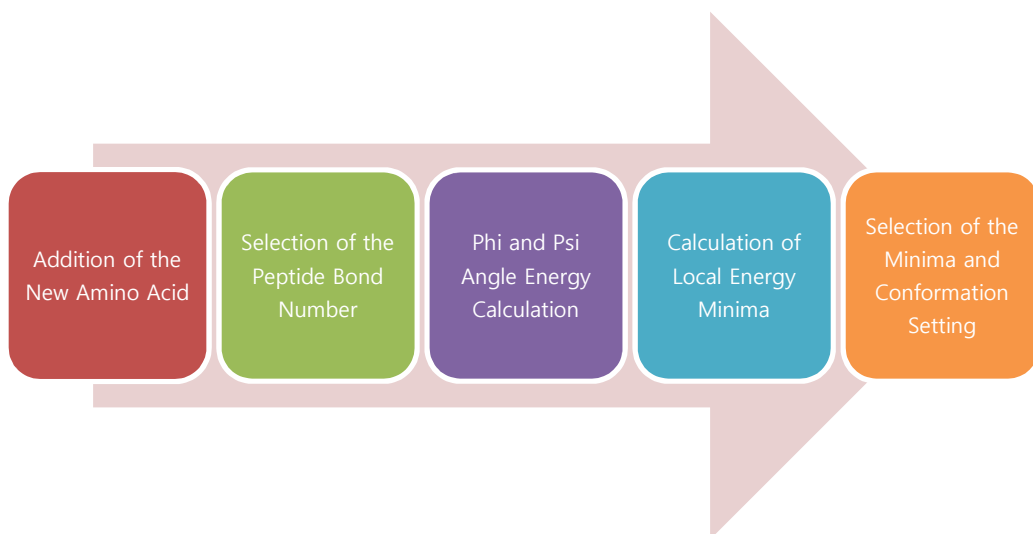 Addition of the
New Amino Acid
Selection of the
Peptide Bond
Number
Phi and Psi
Angle Energy
Calculation
Calculation of
Local Energy
Minima
Selection of the
Minima and
Conformation
Setting